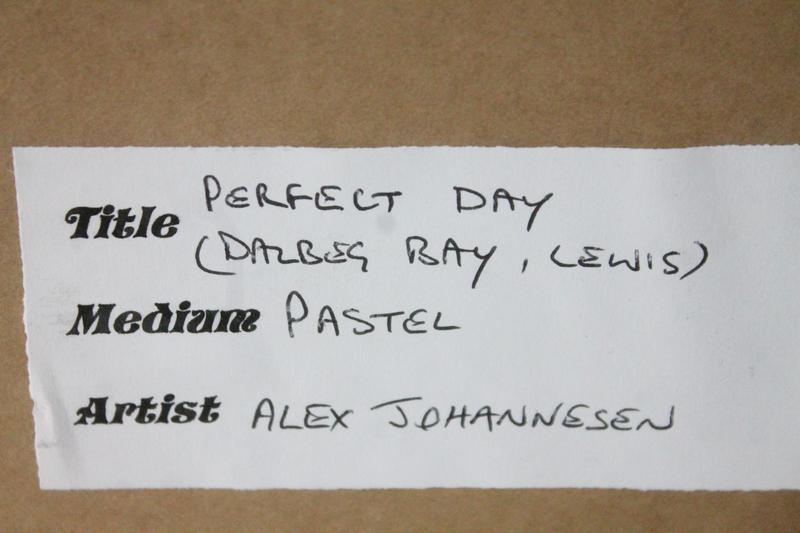 Title PERFECT DAY
(DALBEG BAY, LEWIS)
Medium PASTEL
Artist ALEX JOHANNESEN